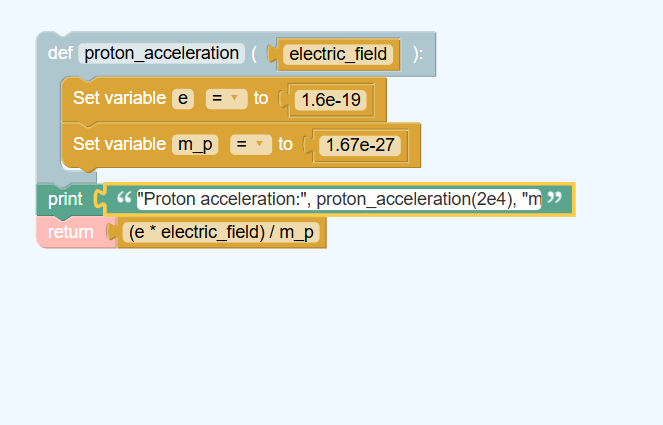 def proton_acceleration ( electric_field ):
Set variable e = to 1.6e-19
Set variable m_p = to 1.67e-27
print “ "Proton acceleration:", proton_acceleration(2e4), "m ”
return (e * electric_field) / m_p